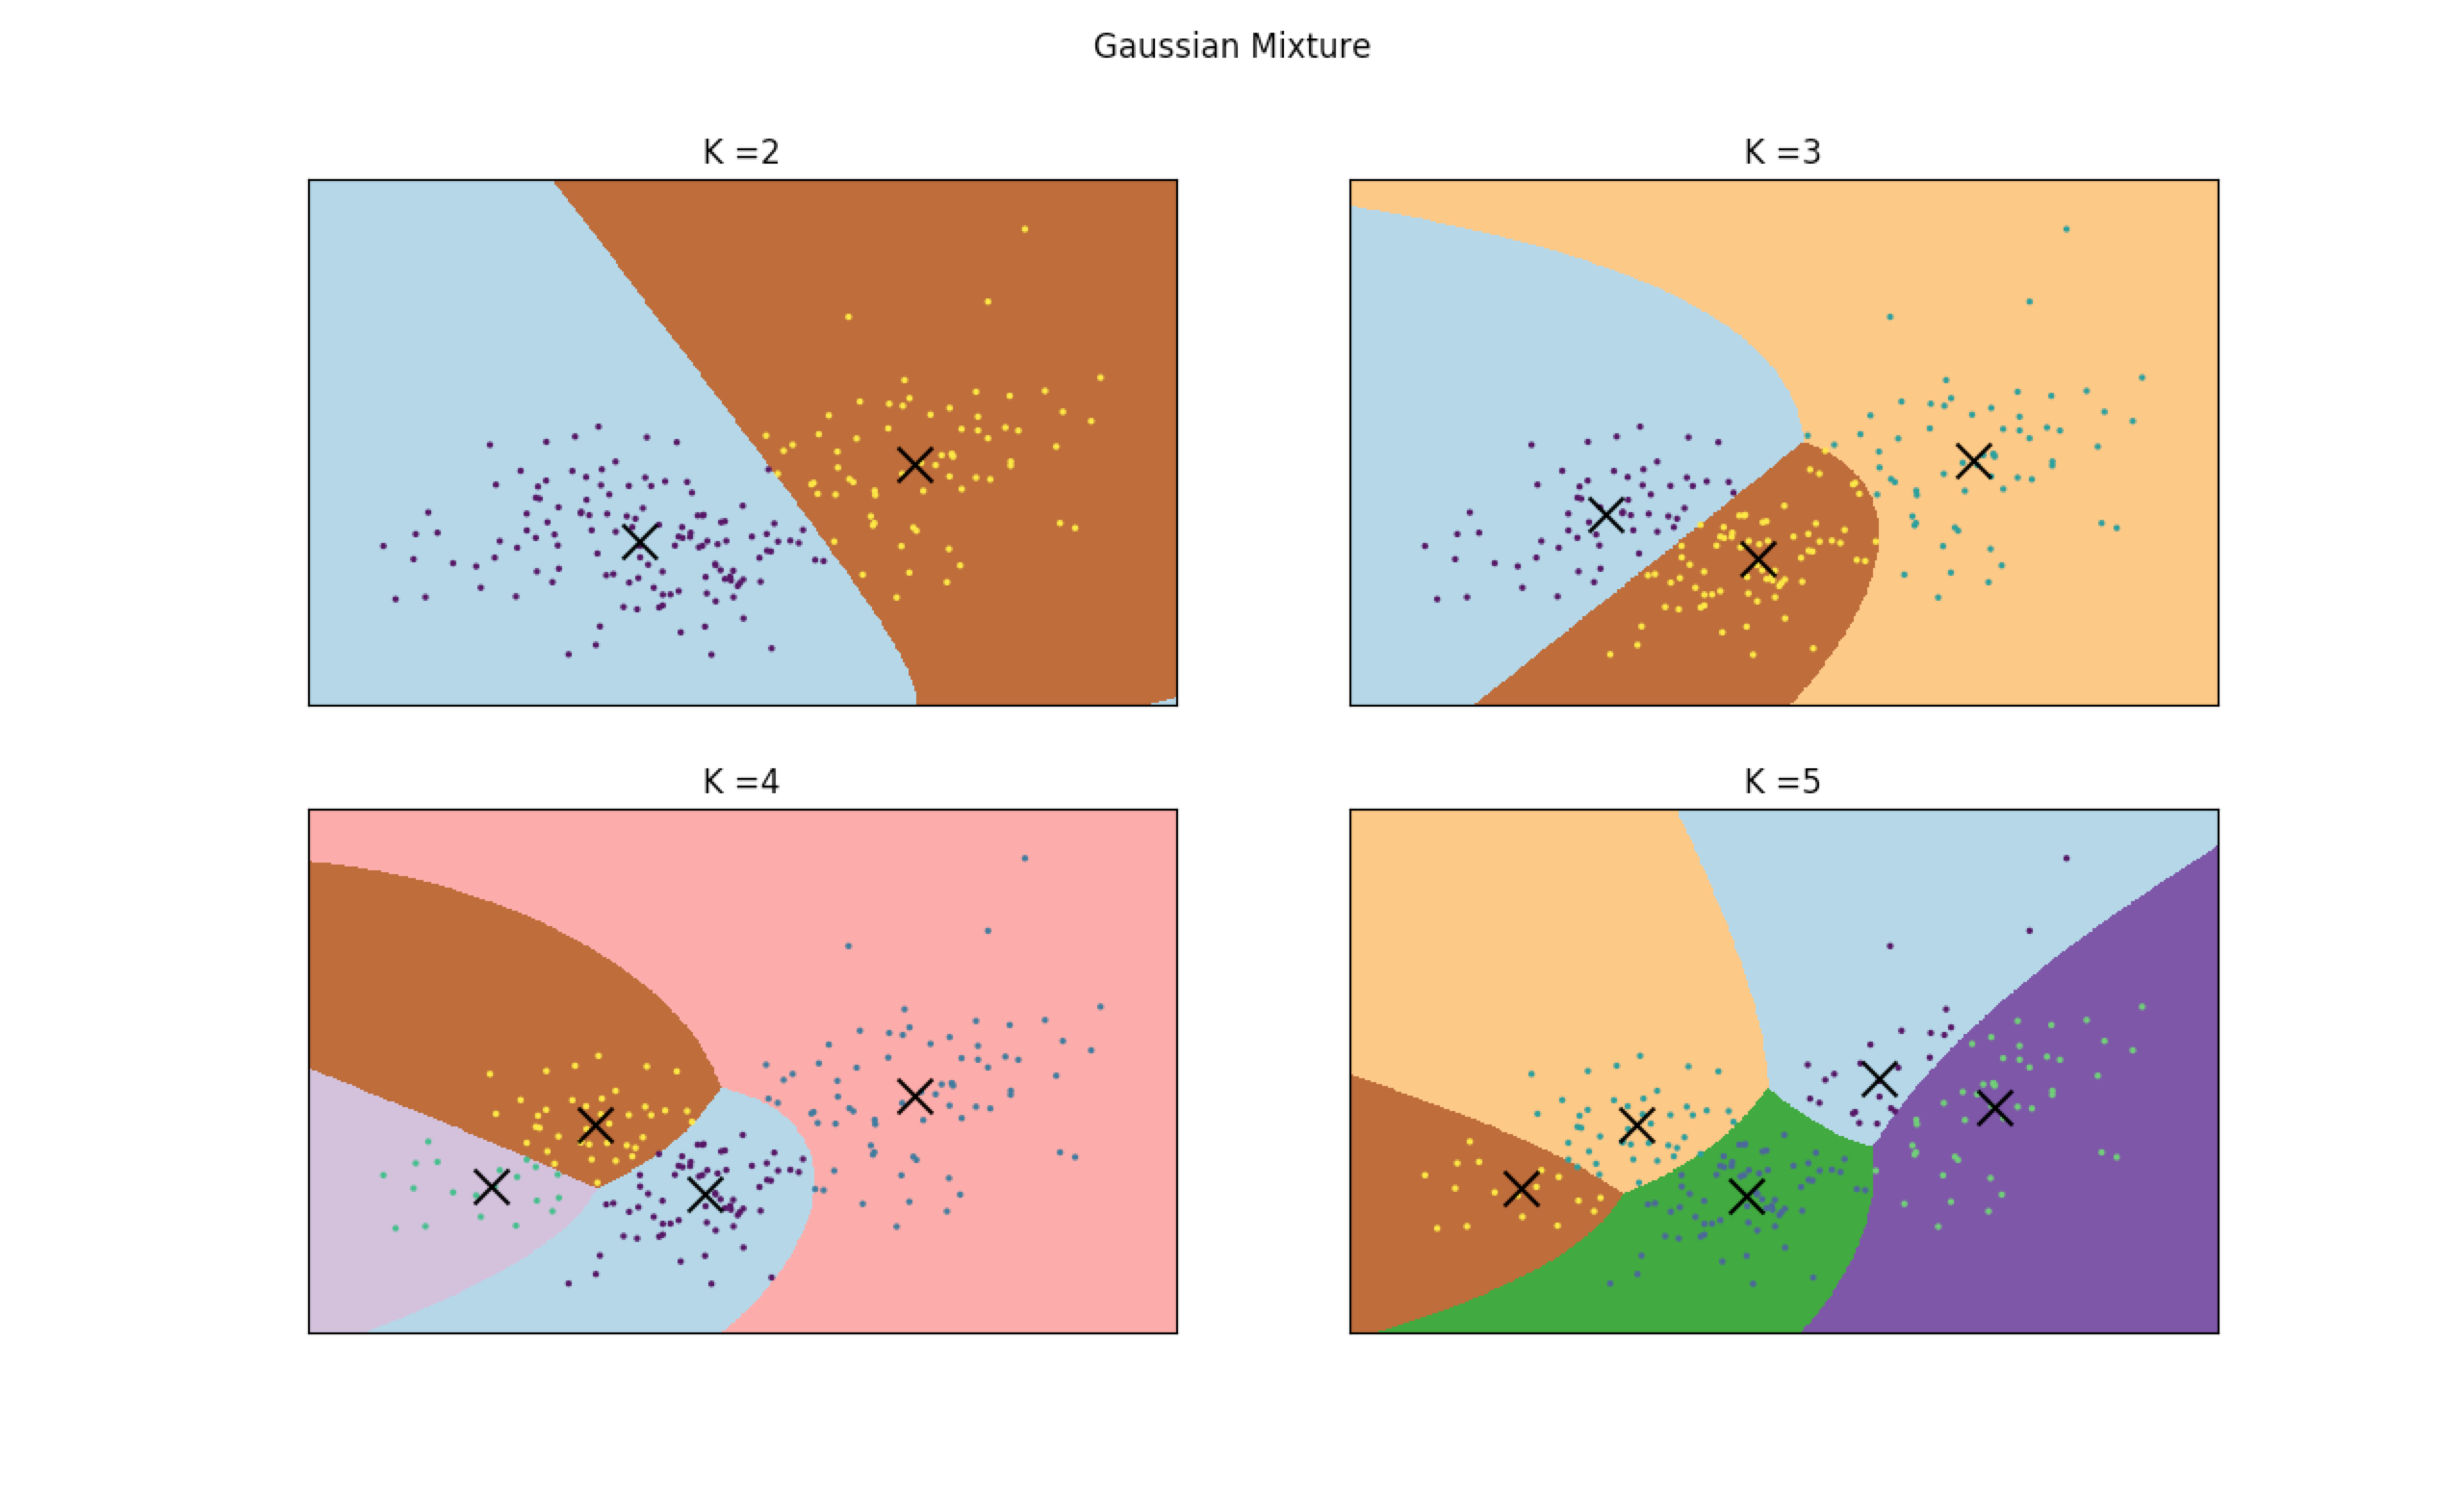 Gaussian Mixture
K =2
K =3
K =4
K =5